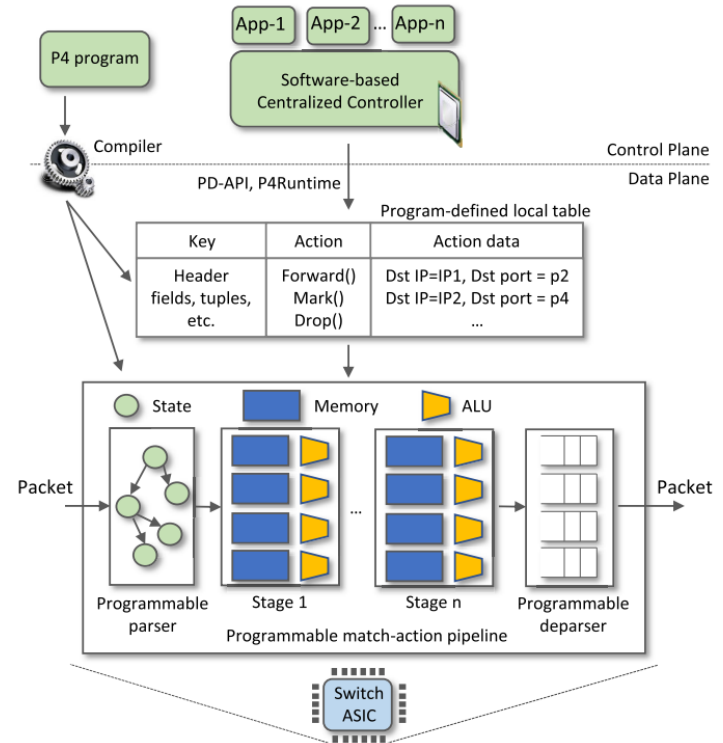 App-1
App-2
...
App-n
P4 program
Software-based
Centralized Controller
Compiler
Control Plane
Data Plane
PD-API, P4Runtime
Program-defined local table
Key
Action
Action data
Header
fields, tuples,
etc.
Forward()
Mark()
Drop()
Dst IP=IP1, Dst port = p2
Dst IP=IP2, Dst port = p4
...
State
Memory
ALU
Packet
...
Packet
Programmable
parser
Stage 1
Stage n
Programmable
deparser
Programmable match-action pipeline
Switch
ASIC